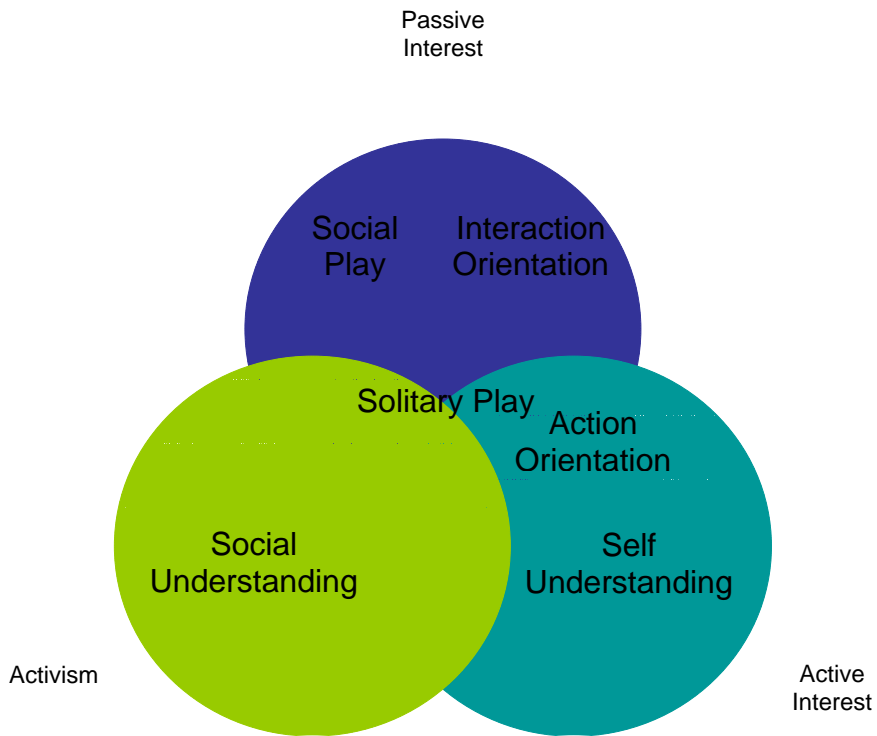 Passive
Interest
Social
Play
Interaction
Orientation
Solitary Play
Action
Orientation
Social
Understanding
Self
Understanding
Activism
Active
Interest